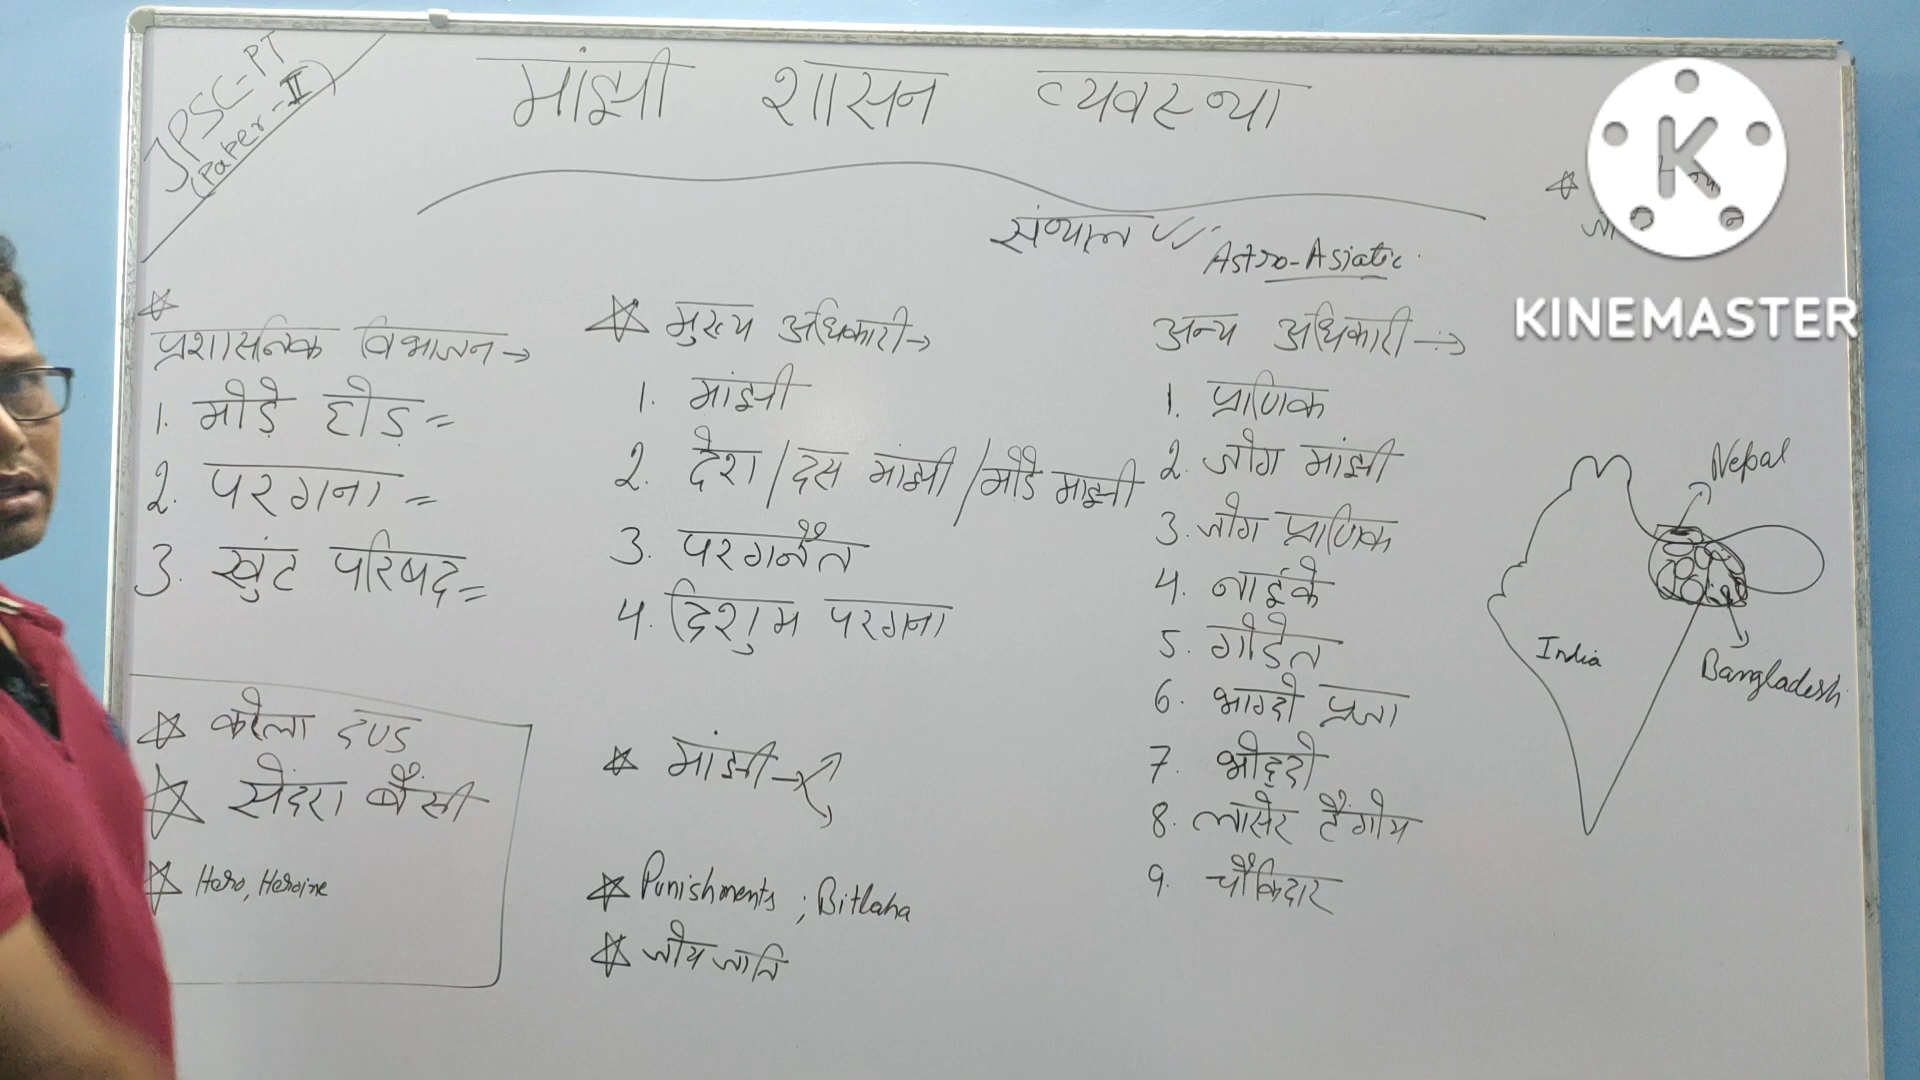 JPSC-PT
(Paper-II)
मांझी शासन व्यवस्था
संथाल
Astro-Asiatic
प्रशासनिक विभाजन→
1. मोड़े होड़=
2. परगना =
3. खुंट परिषद=
करेला दण्ड
सेंदरा बैंसी
Hero, Heroine
मुख्य अधिकारी→
1. मांझी
2. देश/दस मांझी/मोडे माझी
3. परगनैत
4. दिशुम परगना
मांझी→
Punishments ; Bitlaha
जोय जाति
अन्य अधिकारी→
1. प्राणिक
2. जोग मांझी
3. जोग प्राणिक
4. नाईके
5. गोडेत
6. भाग्दो प्रजा
7. भोद्दो
8. लासेर टैंगोय
9. चौकिदार
KINEMASTER
Nepal
India
Bangladesh